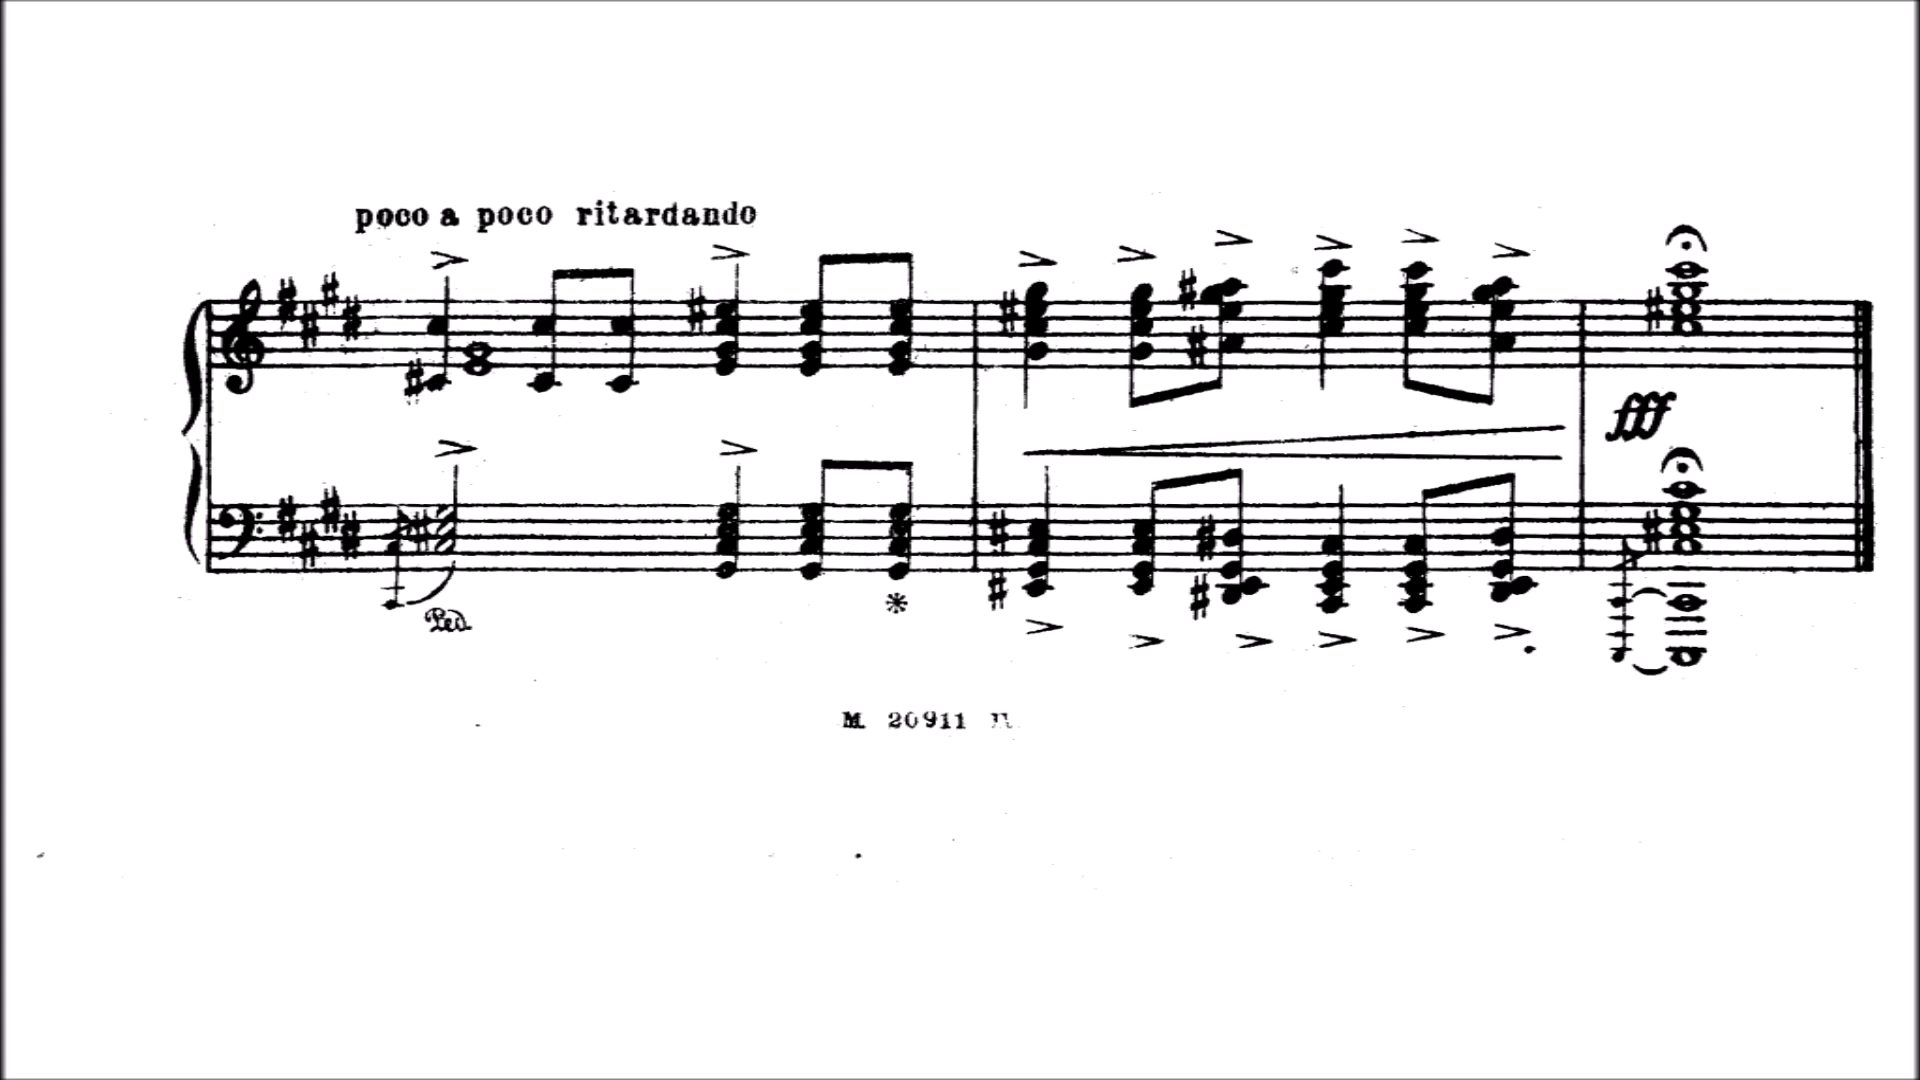 poco a poco ritardando
fff
Ped.
M 20911